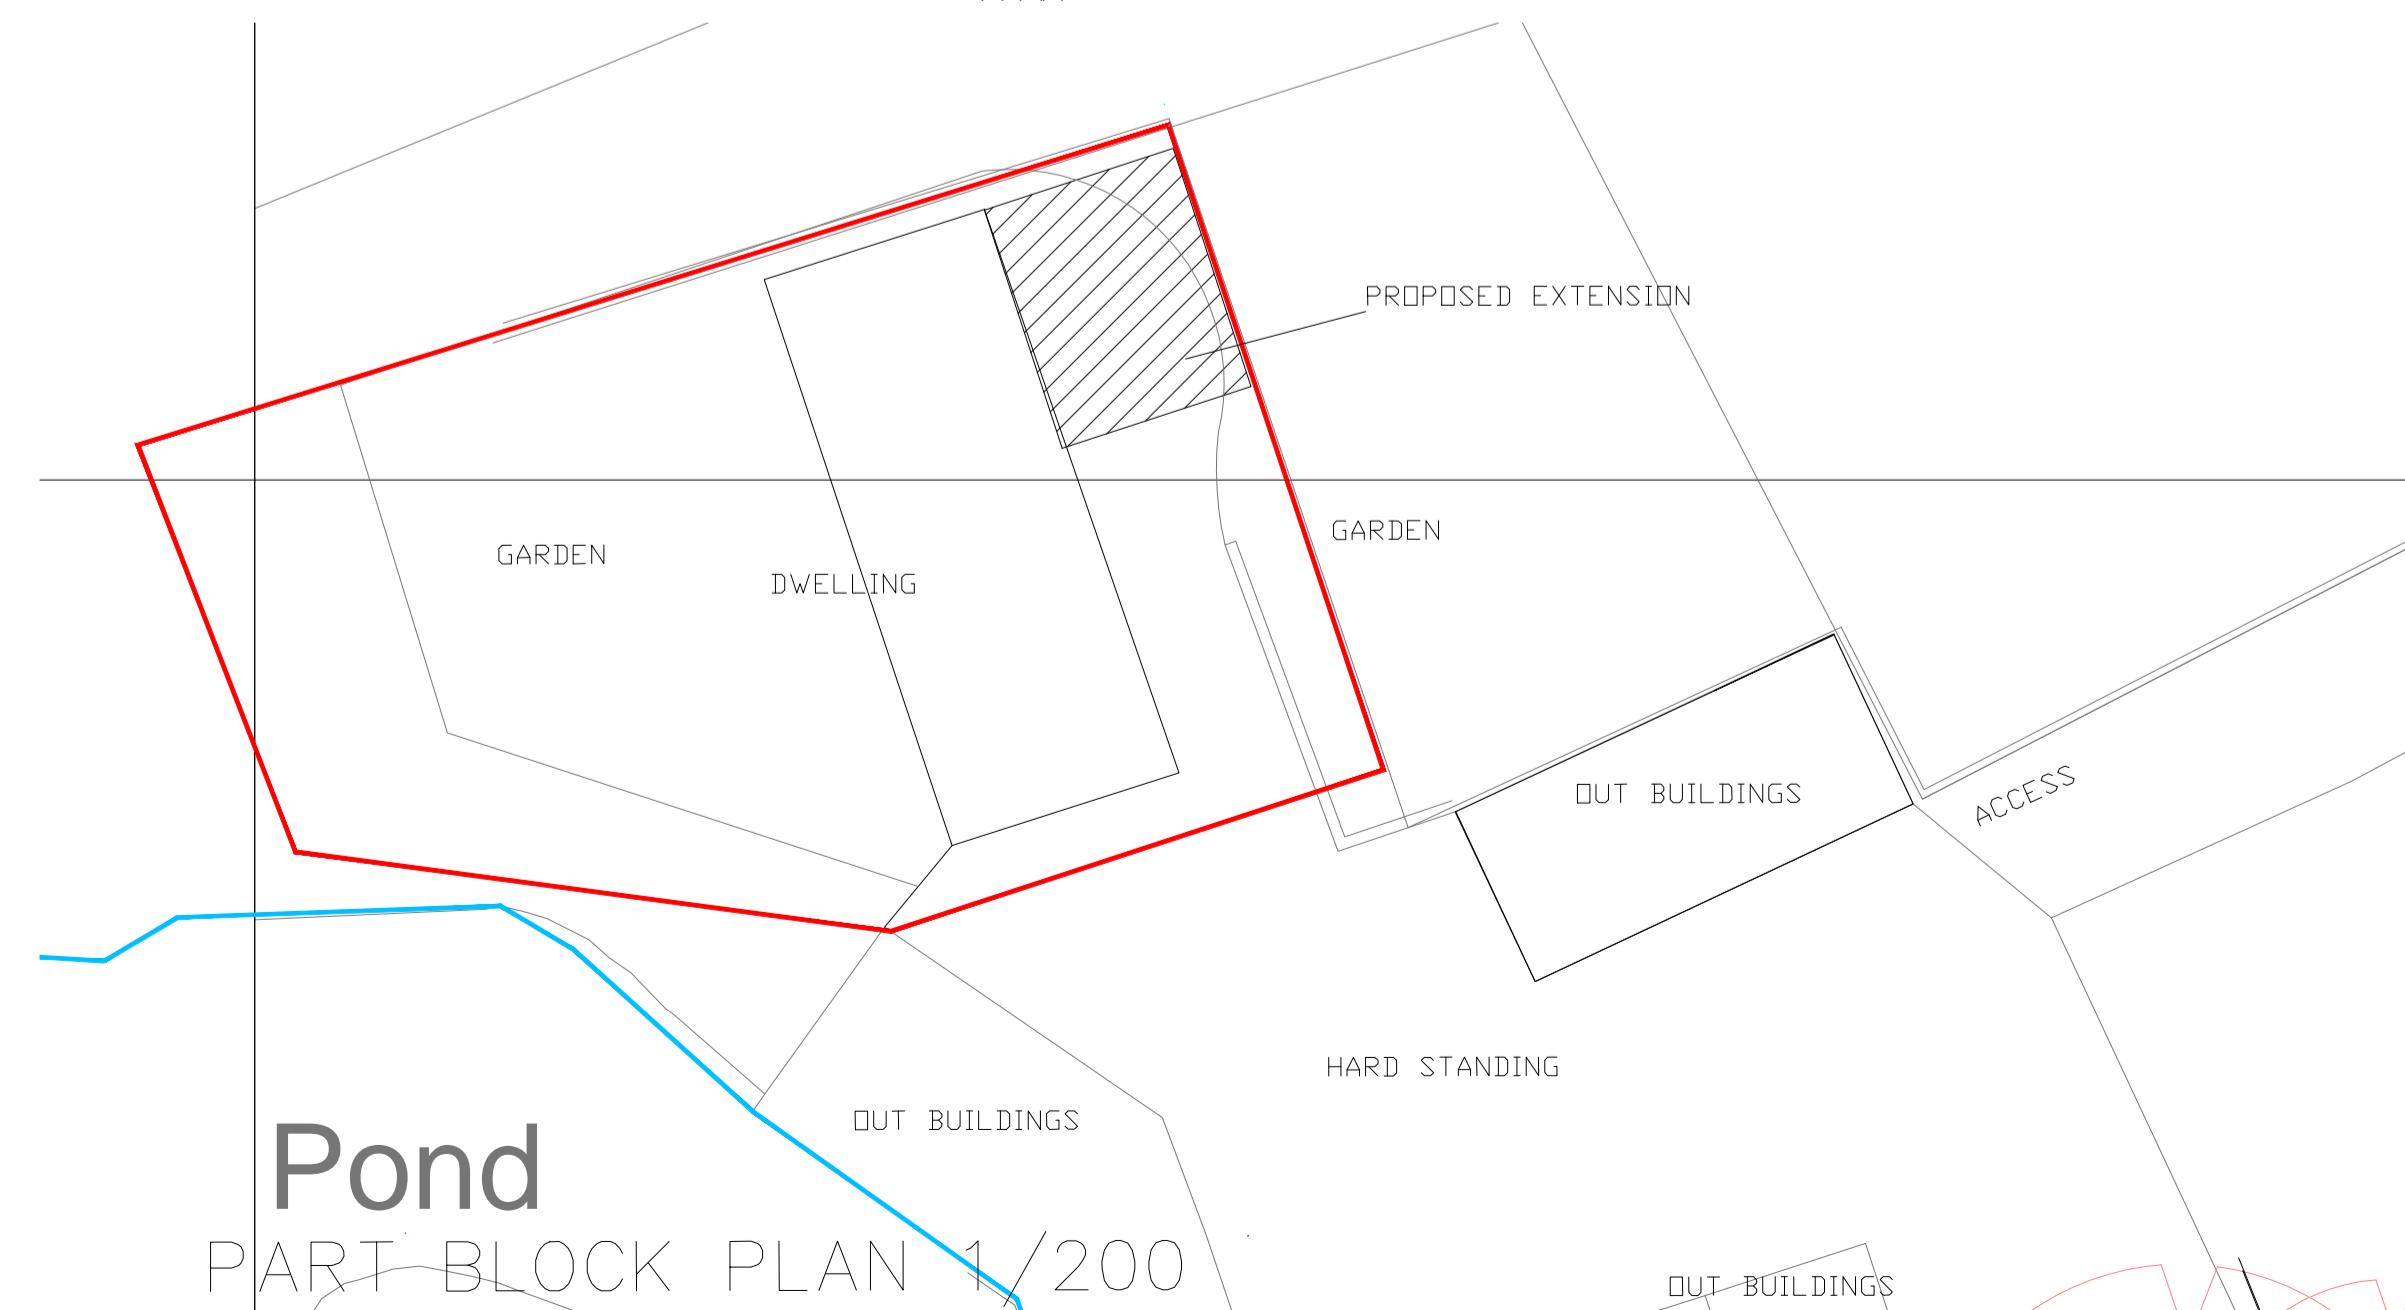 PROPOSED EXTENSION
GARDEN
GARDEN
DWELLING
OUT BUILDINGS
ACCESS
HARD STANDING
OUT BUILDINGS
Pond
PART BLOCK PLAN 1/200
OUT BUILDINGS